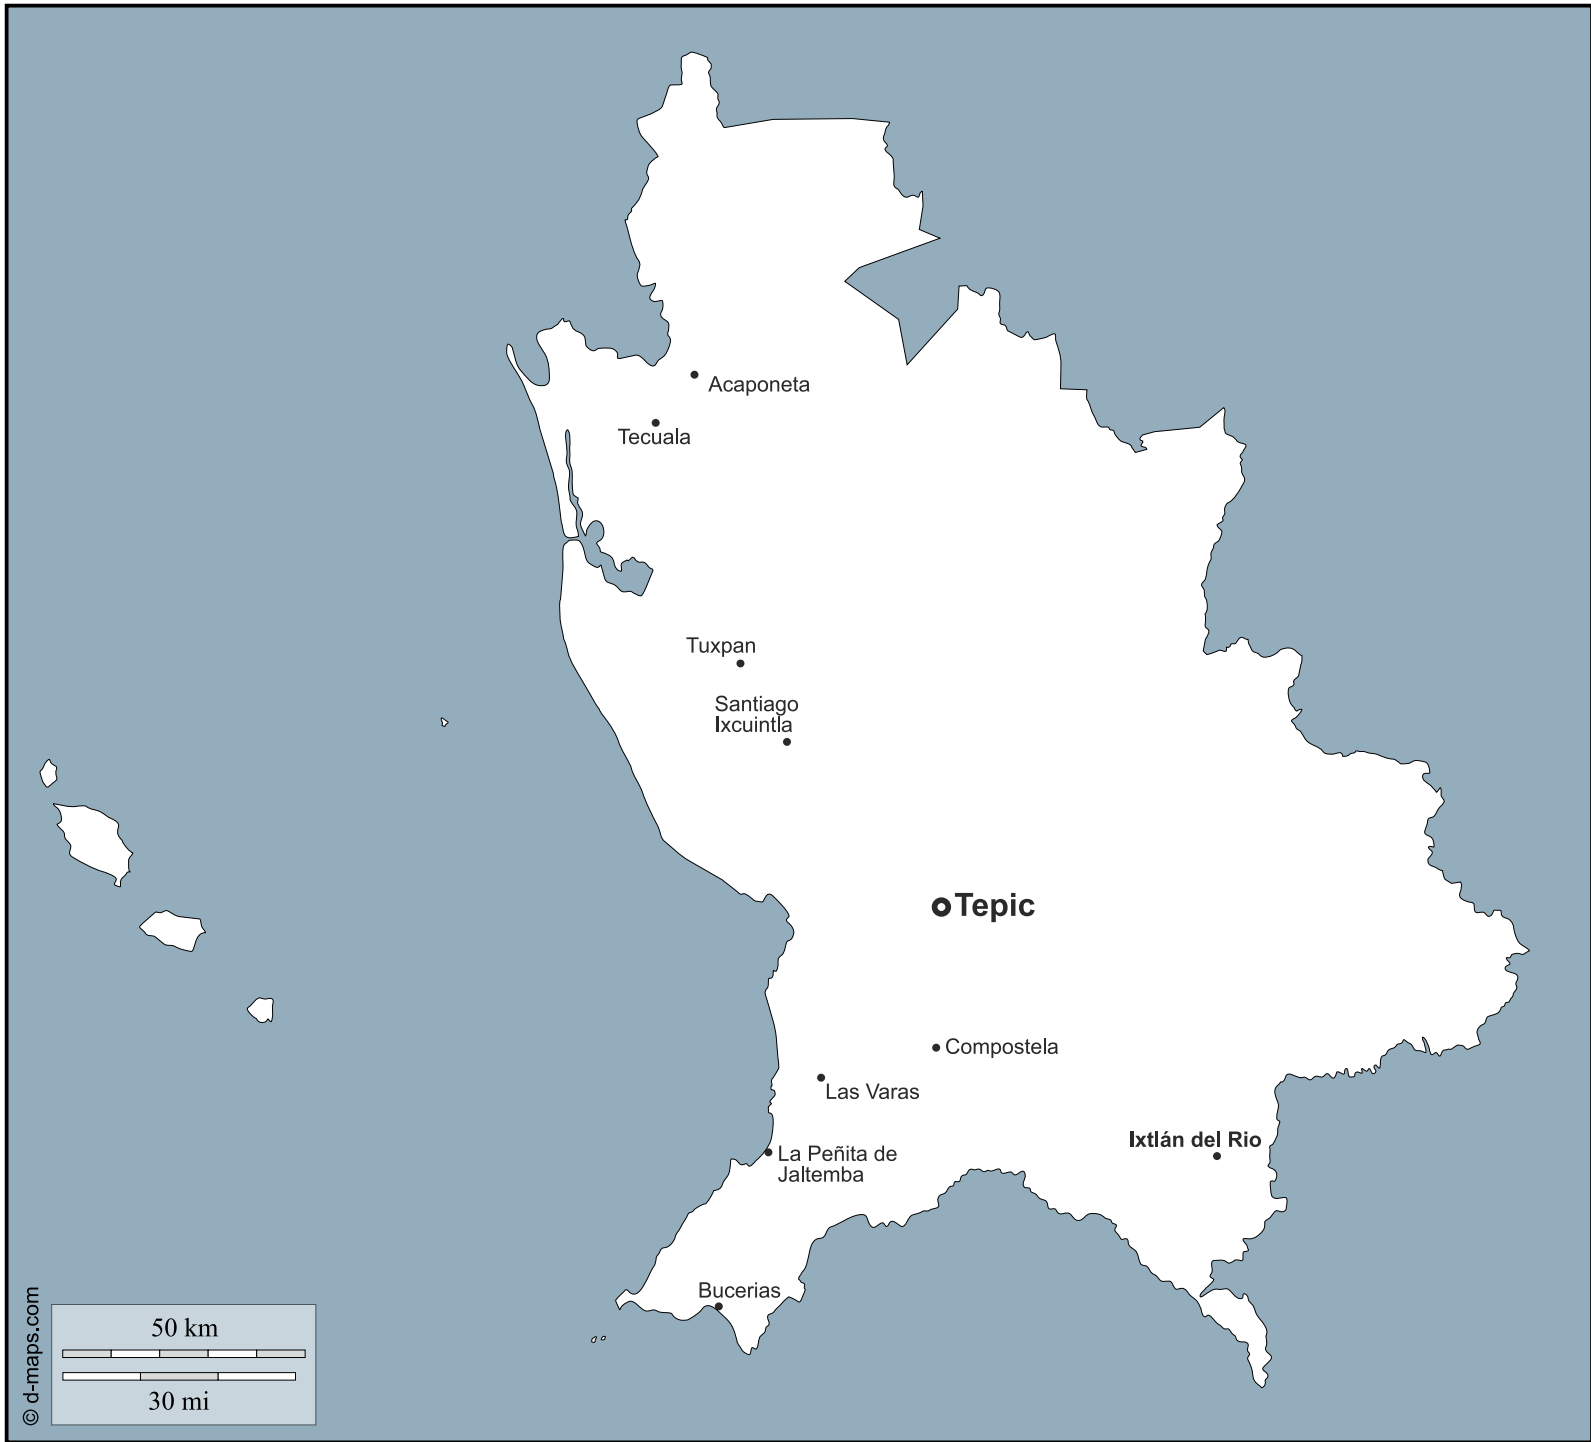 Acaponeta
Tecuala
Tuxpan
Santiago
Ixcuintla
Tepic
Compostela
Las Varas
Ixtlán del Rio
La Peñita de
Jaltemba
Bucerias
50 km
30 mi
© d-maps.com